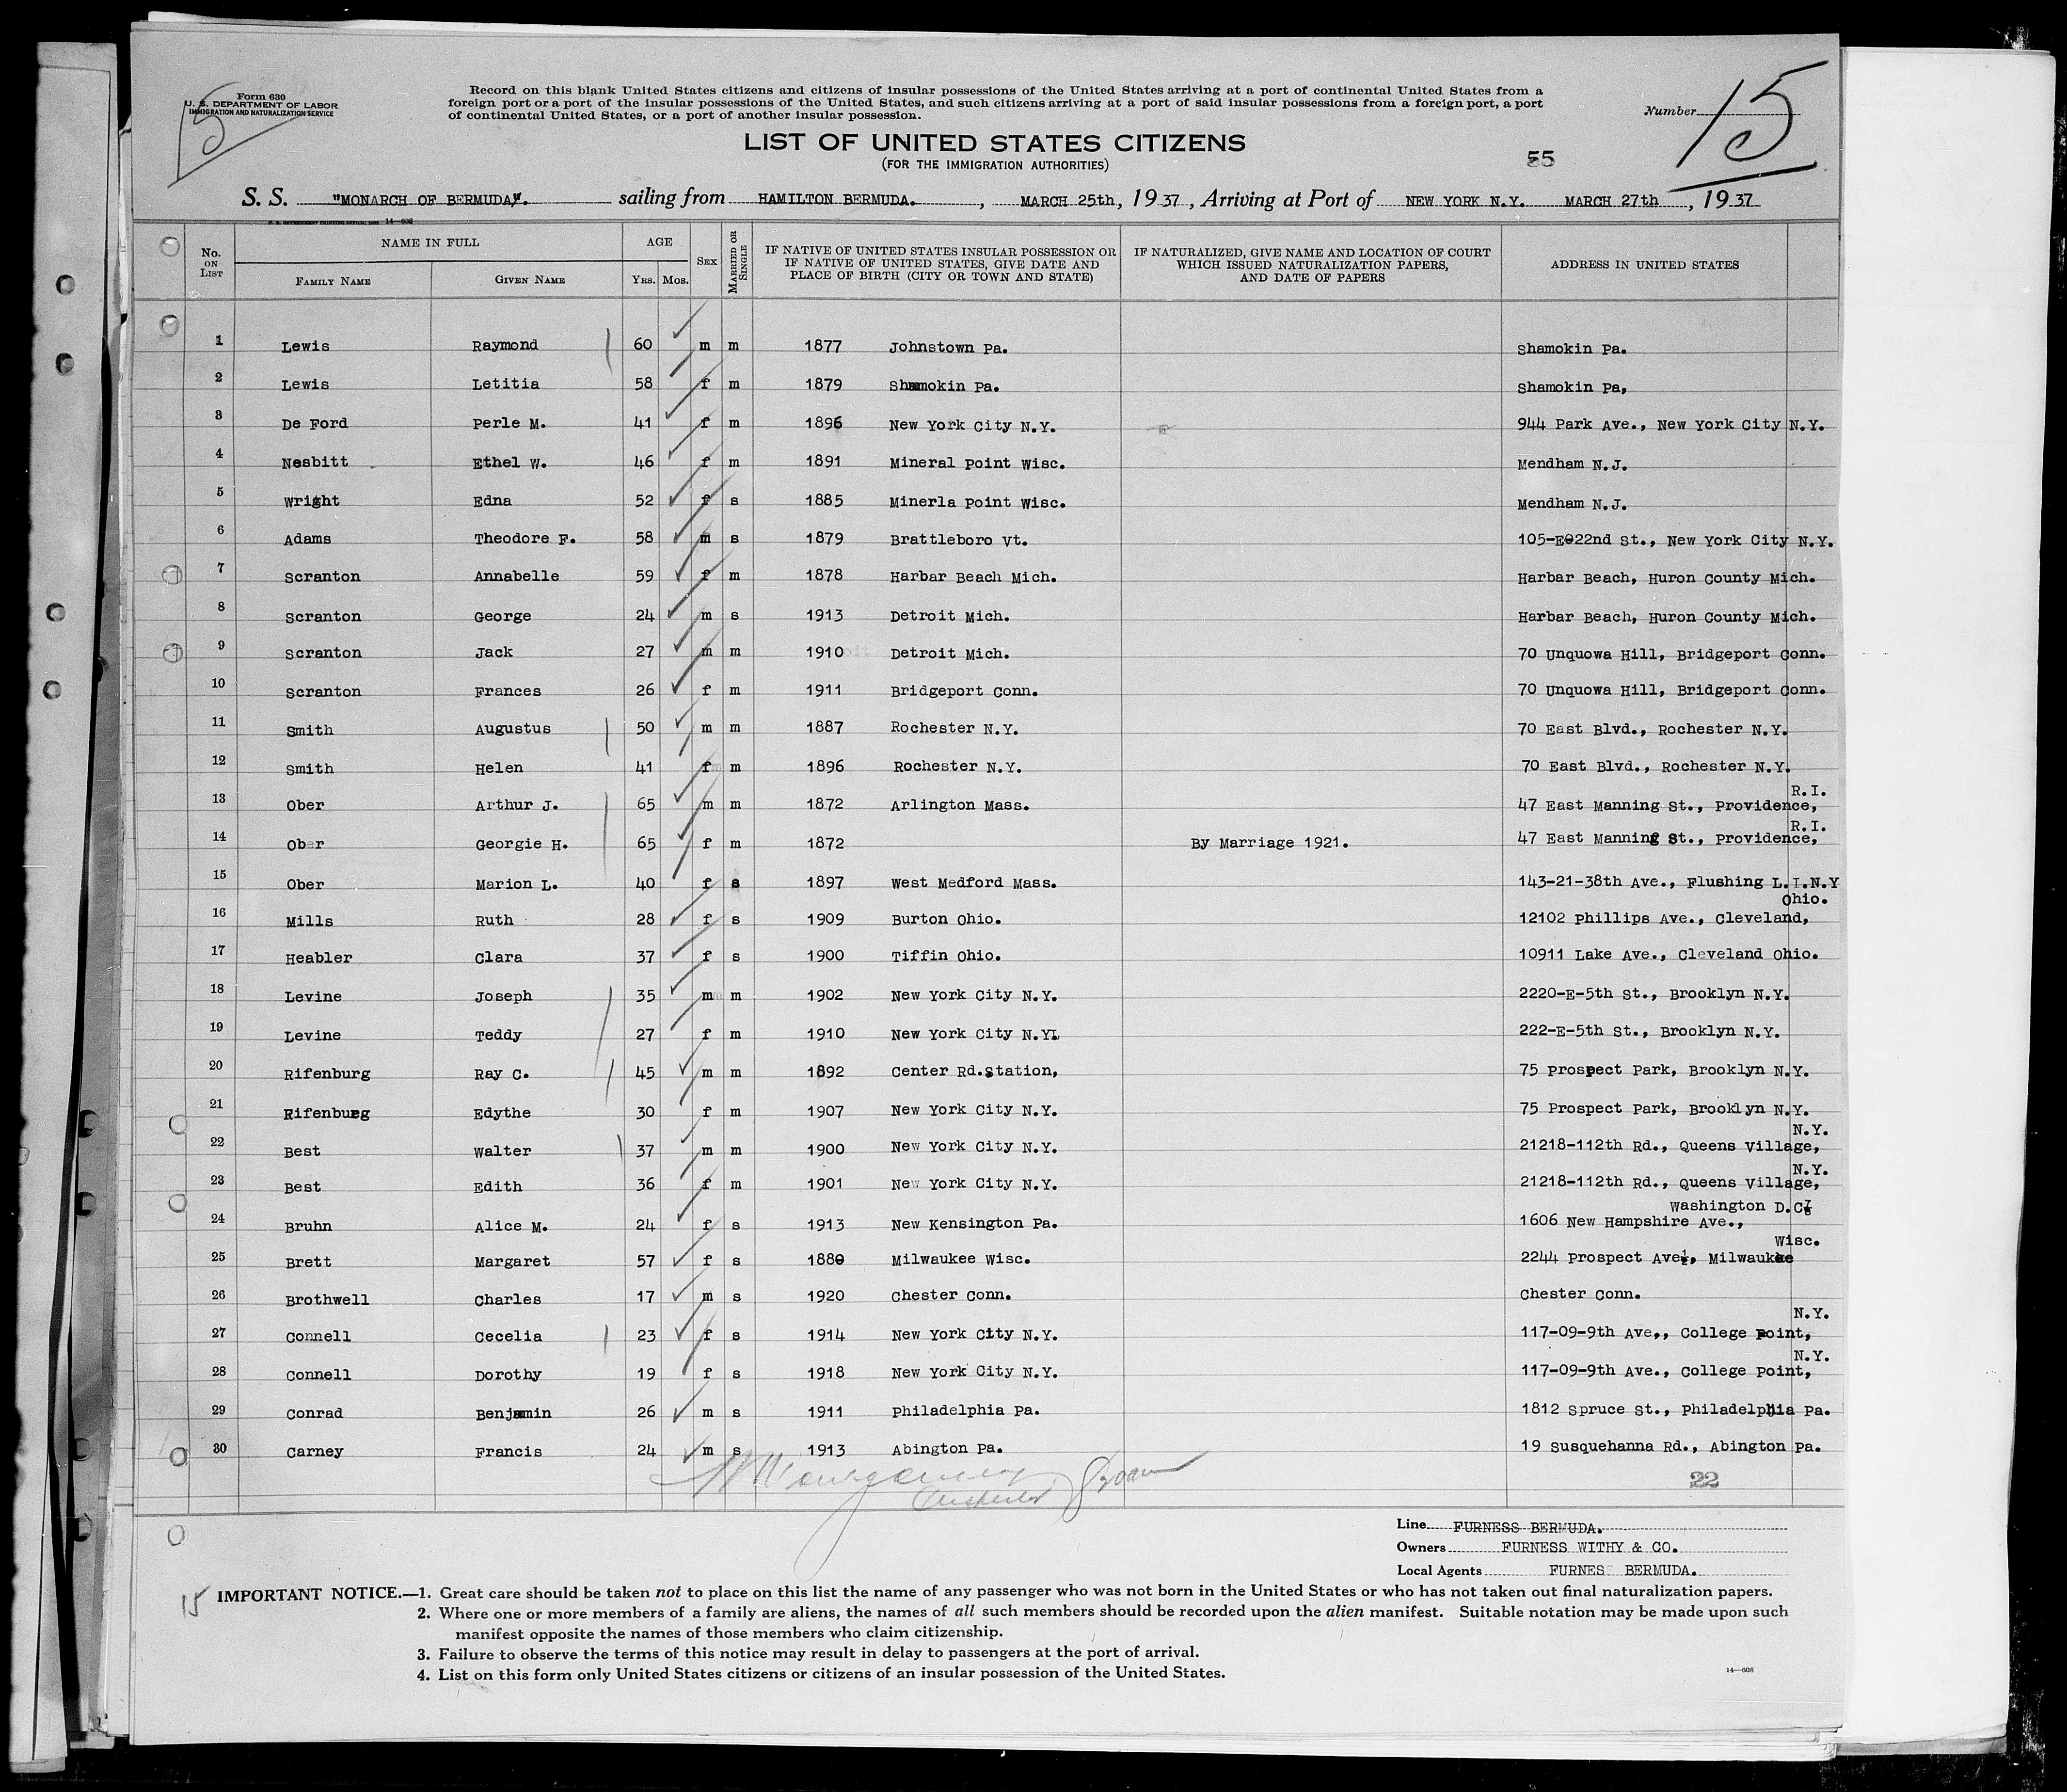 Form 630
U. S. DEPARTMENT OF LABOR
IMMIGRATION AND NATURALIZATION SERVICE
5
Record on this blank United States citizens and citizens of insular possessions of the United States arriving at a port of continental United States from a
foreign port or a port of the insular possessions of the United States, and such citizens arriving at a port of said insular possessions from a foreign port, a port
of continental United States, or a port of another insular possession.
Number 15
LIST OF UNITED STATES CITIZENS
(FOR THE IMMIGRATION AUTHORITIES)
55
S. S. "MONARCH OF BERMUDA". sailing from HAMILTON BERMUDA. , MARCH 25th, 1937, Arriving at Port of NEW YORK N.Y. MARCH 27th, 1937
14—608
No. ON LIST NAME IN FULL FAMILY NAME GIVEN NAME AGE YRS. MOS. SEX MARRIED OR SINGLE IF NATIVE OF UNITED STATES INSULAR POSSESSION OR IF NATIVE OF UNITED STATES, GIVE DATE AND PLACE OF BIRTH (CITY OR TOWN AND STATE) IF NATURALIZED, GIVE NAME AND LOCATION OF COURT WHICH ISSUED NATURALIZATION PAPERS, AND DATE OF PAPERS ADDRESS IN UNITED STATES
1 Lewis Raymond 60 m m 1877 Johnstown Pa. Shamokin Pa.
2 Lewis Letitia 58 f m 1879 Shamokin Pa. Shamokin Pa,
3 De Ford Perle M. 41 f m 1896 New York City N.Y. 944 Park Ave., New York City N.Y.
4 Nesbitt Ethel W. 46 f m 1891 Mineral Point Wisc. Mendham N.J.
5 Wright Edna 52 f s 1885 Minerla Point Wisc. Mendham N.J.
6 Adams Theodore F. 58 m s 1879 Brattleboro Vt. 105-E022nd St., New York City N.Y.
7 Scranton Annabelle 59 f m 1878 Harbar Beach Mich. Harbar Beach, Huron County Mich.
8 Scranton George 24 m s 1913 Detroit Mich. Harbar Beach, Huron County Mich.
9 Scranton Jack 27 m m 1910 Detroit Mich. 70 Unquowa Hill, Bridgeport Conn.
10 Scranton Frances 26 f m 1911 Bridgeport Conn. 70 Unquowa Hill, Bridgeport Conn.
11 Smith Augustus 50 m m 1887 Rochester N.Y. 70 East Blvd., Rochester N.Y.
12 Smith Helen 41 f m 1896 Rochester N.Y. 70 East Blvd., Rochester N.Y.
13 Ober Arthur J. 65 m m 1872 Arlington Mass. 47 East Manning St., Providence, R.I.
14 Ober Georgie H. 65 f m 1872 By Marriage 1921. 47 East Manning St., Providence, R.I.
15 Ober Marion L. 40 f s 1897 West Medford Mass. 143-21-38th Ave., Flushing L.I.N.Y
16 Mills Ruth 28 f s 1909 Burton Ohio. 12102 Phillips Ave., Cleveland, Ohio.
17 Heabler Clara 37 f s 1900 Tiffin Ohio. 10911 Lake Ave., Cleveland Ohio.
18 Levine Joseph 35 m m 1902 New York City N.Y. 2220-E-5th St., Brooklyn N.Y.
19 Levine Teddy 27 f m 1910 New York City N.Y. 222-E-5th St., Brooklyn N.Y.
20 Rifenburg Ray C. 45 m m 1892 Center Rd.Station, 75 Prospect Park, Brooklyn N.Y.
21 Rifenburg Edythe 30 f m 1907 New York City N.Y. 75 Prospect Park, Brooklyn N.Y.
22 Best Walter 37 m m 1900 New York City N.Y. 21218-112th Rd., Queens Village, N.Y.
23 Best Edith 36 f m 1901 New York City N.Y. 21218-112th Rd., Queens Village, N.Y.
24 Bruhn Alice M. 24 f s 1913 New Kensington Pa. 1606 New Hampshire Ave., Washington D.C.
25 Brett Margaret 57 f s 1880 Milwaukee Wisc. 2244 Prospect Ave., Milwaukee Wisc.
26 Brothwell Charles 17 m s 1920 Chester Conn. Chester Conn.
27 Connell Cecelia 23 f s 1914 New York City N.Y. 117-09-9th Ave,, College Point, N.Y.
28 Connell Dorothy 19 f s 1918 New York City N.Y. 117-09-9th Ave., College Point, N.Y.
29 Conrad Benjamin 26 m s 1911 Philadelphia Pa. 1812 Spruce St., Philadelphia Pa.
30 Carney Francis 24 m s 1913 Abington Pa. 19 Susquehanna Rd., Abington Pa.
22
Line FURNESS BERMUDA.
Owners FURNESS WITHY & CO.
Local Agents FURNESS BERMUDA.
15
IMPORTANT NOTICE.—1. Great care should be taken not to place on this list the name of any passenger who was not born in the United States or who has not taken out final naturalization papers.
2. Where one or more members of a family are aliens, the names of all such members should be recorded upon the alien manifest. Suitable notation may be made upon such
manifest opposite the names of those members who claim citizenship.
3. Failure to observe the terms of this notice may result in delay to passengers at the port of arrival.
4. List on this form only United States citizens or citizens of an insular possession of the United States.
14—608